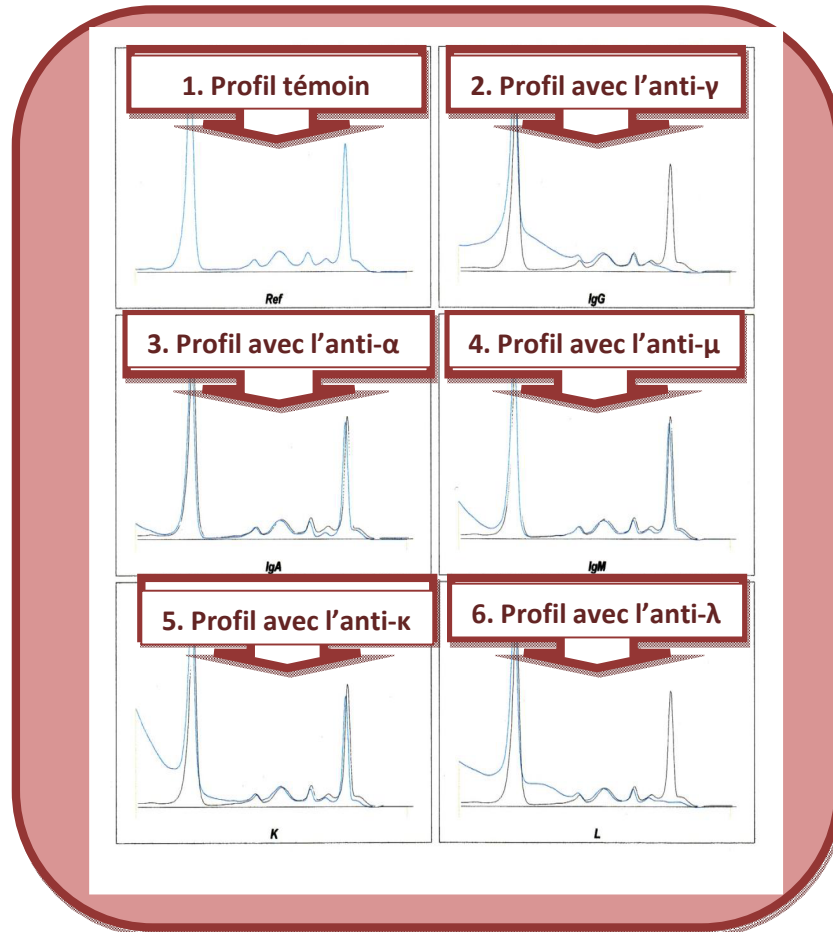 1. Profil témoin
2. Profil avec l’anti-γ
Ref
IgG
3. Profil avec l’anti-α
4. Profil avec l’anti-μ
IgA
IgM
5. Profil avec l’anti-κ
6. Profil avec l’anti-λ
K
L